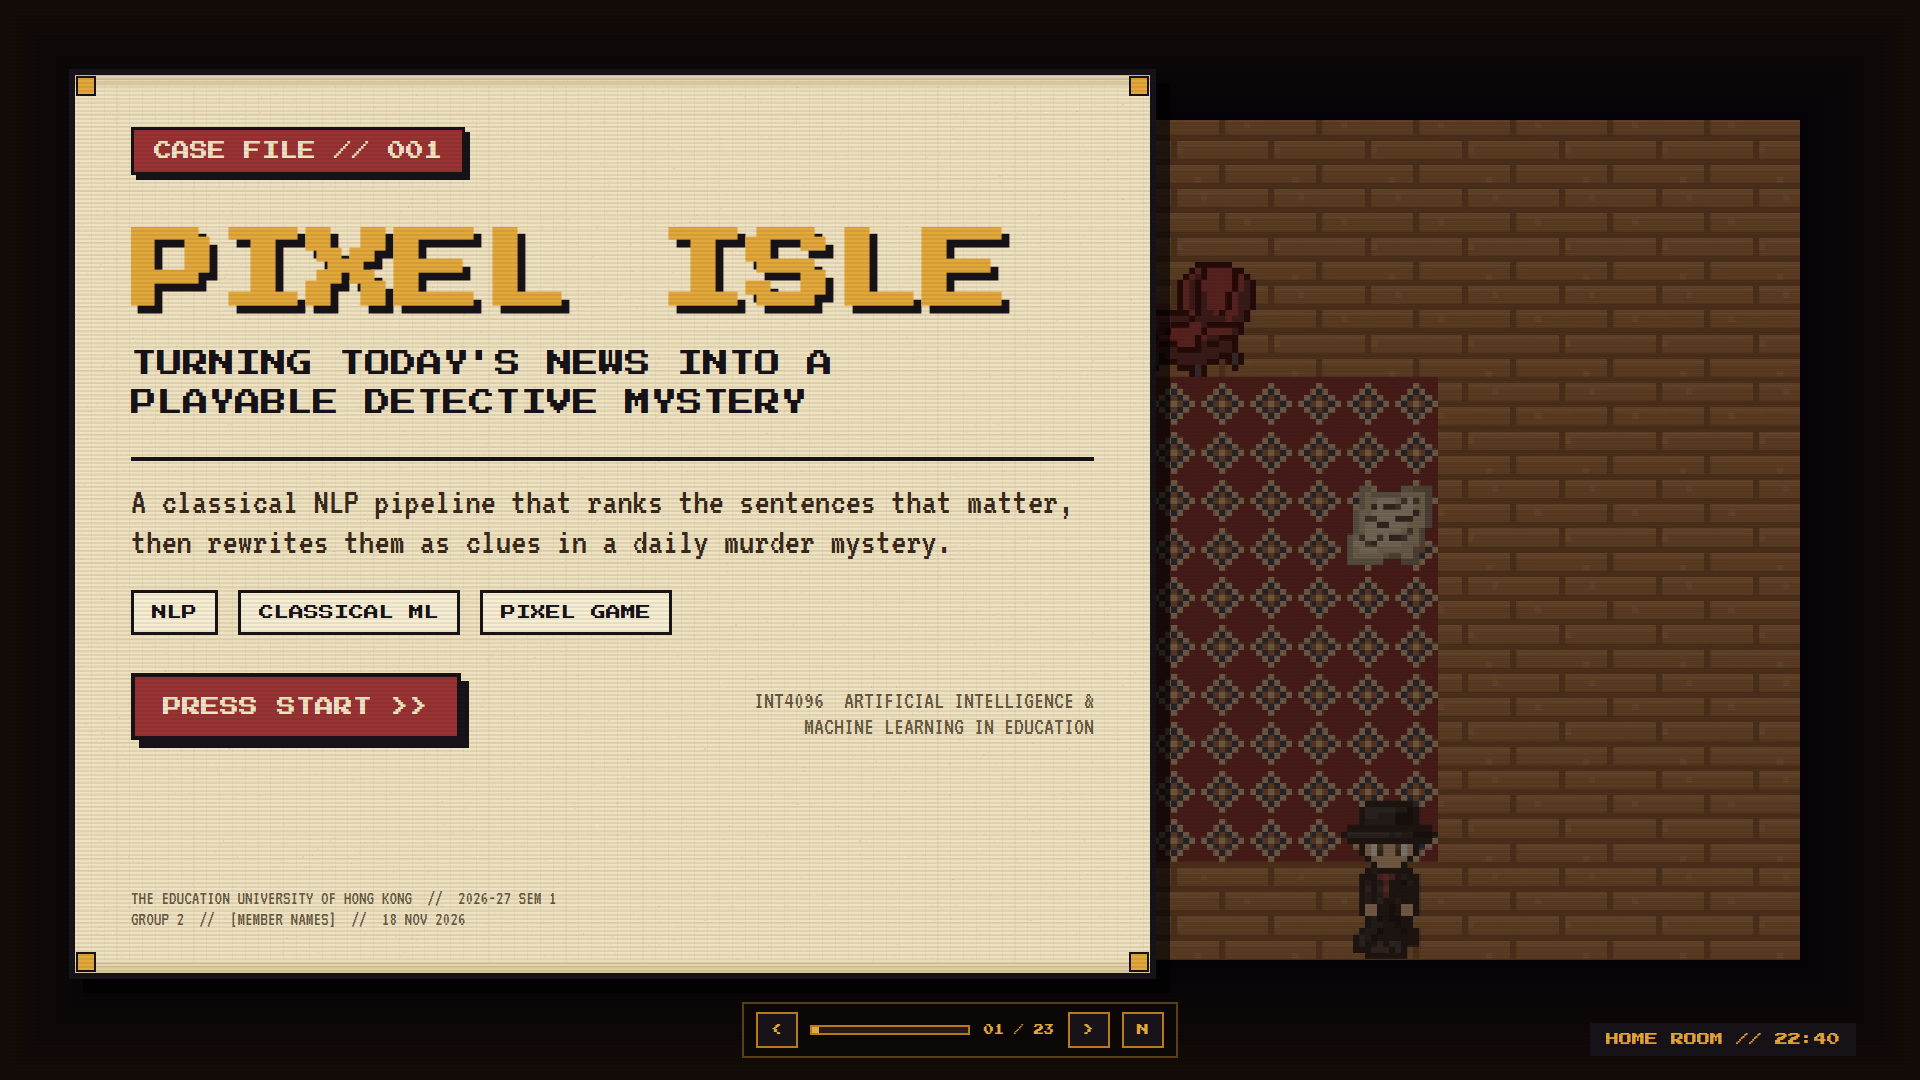 CASE FILE // 001
PIXEL ISLE
TURNING TODAY'S NEWS INTO A
PLAYABLE DETECTIVE MYSTERY
A classical NLP pipeline that ranks the sentences that matter,
then rewrites them as clues in a daily murder mystery.
NLP
CLASSICAL ML
PIXEL GAME
PRESS START >>
INT4096 ARTIFICIAL INTELLIGENCE &
MACHINE LEARNING IN EDUCATION
THE EDUCATION UNIVERSITY OF HONG KONG // 2026-27 SEM 1
GROUP 2 // [MEMBER NAMES] // 18 NOV 2026
< 01 / 23 > N
HOME ROOM // 22:40